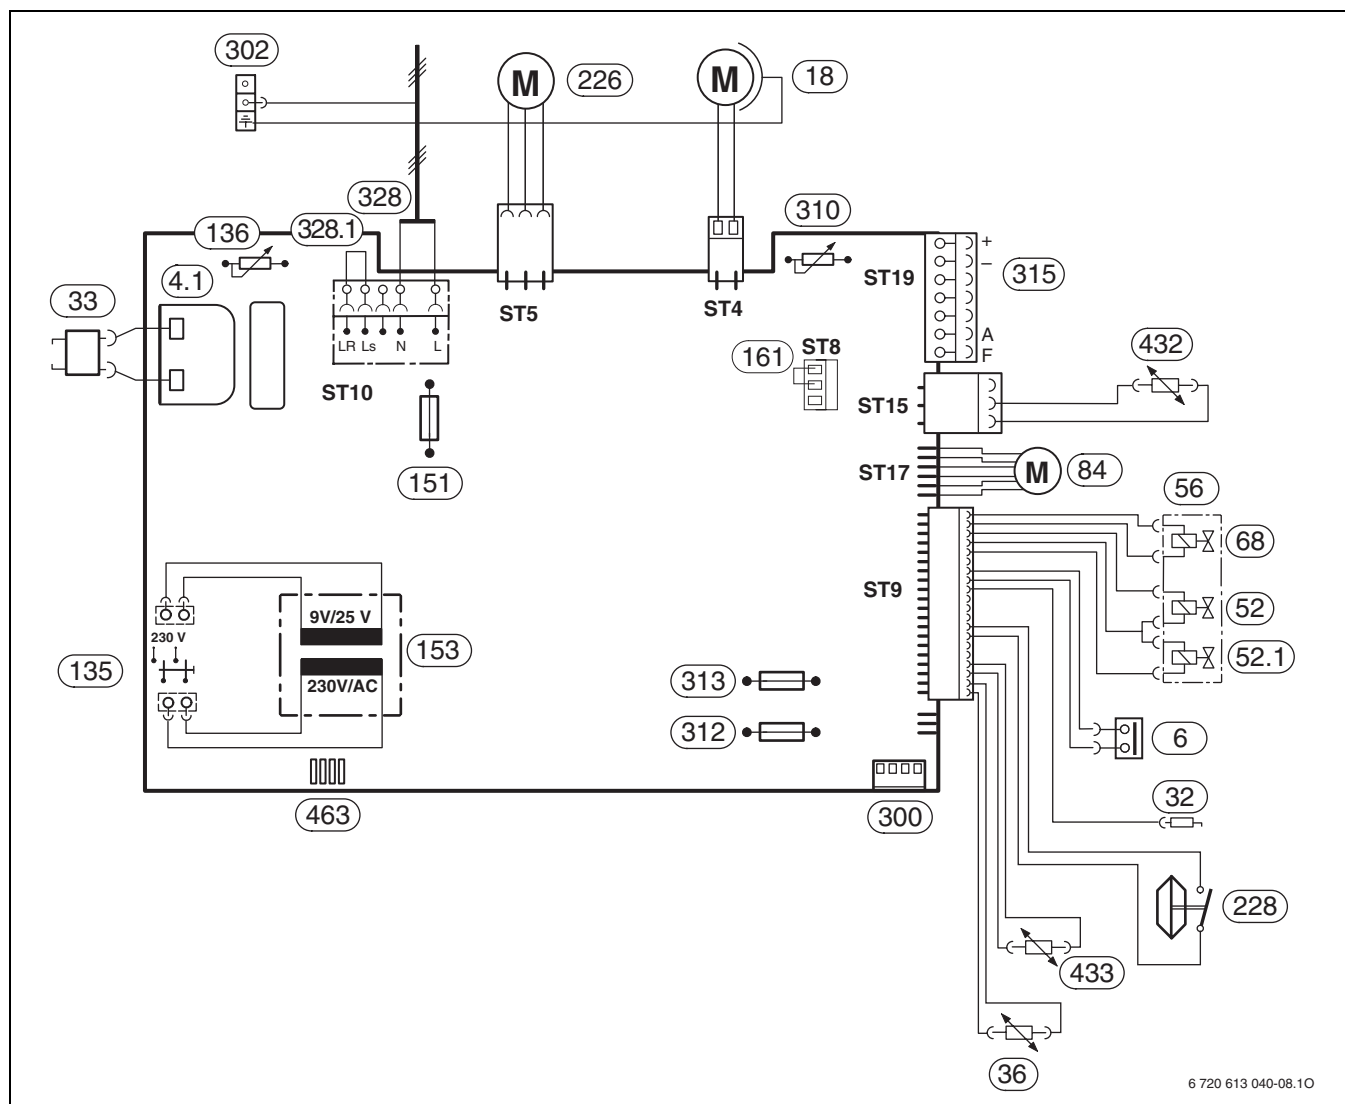 302
M
226
M
18
328
136
328.1
310
4.1
33
ST5
ST4
ST19
+
–
315
A
F
LR Ls N L
ST10
161
ST8
432
ST15
151
ST17
M
84
56
68
ST9
52
52.1
9V/25 V
230 V
135
153
230V/AC
313
312
6
463
300
32
228
433
36
6 720 613 040-08.1O